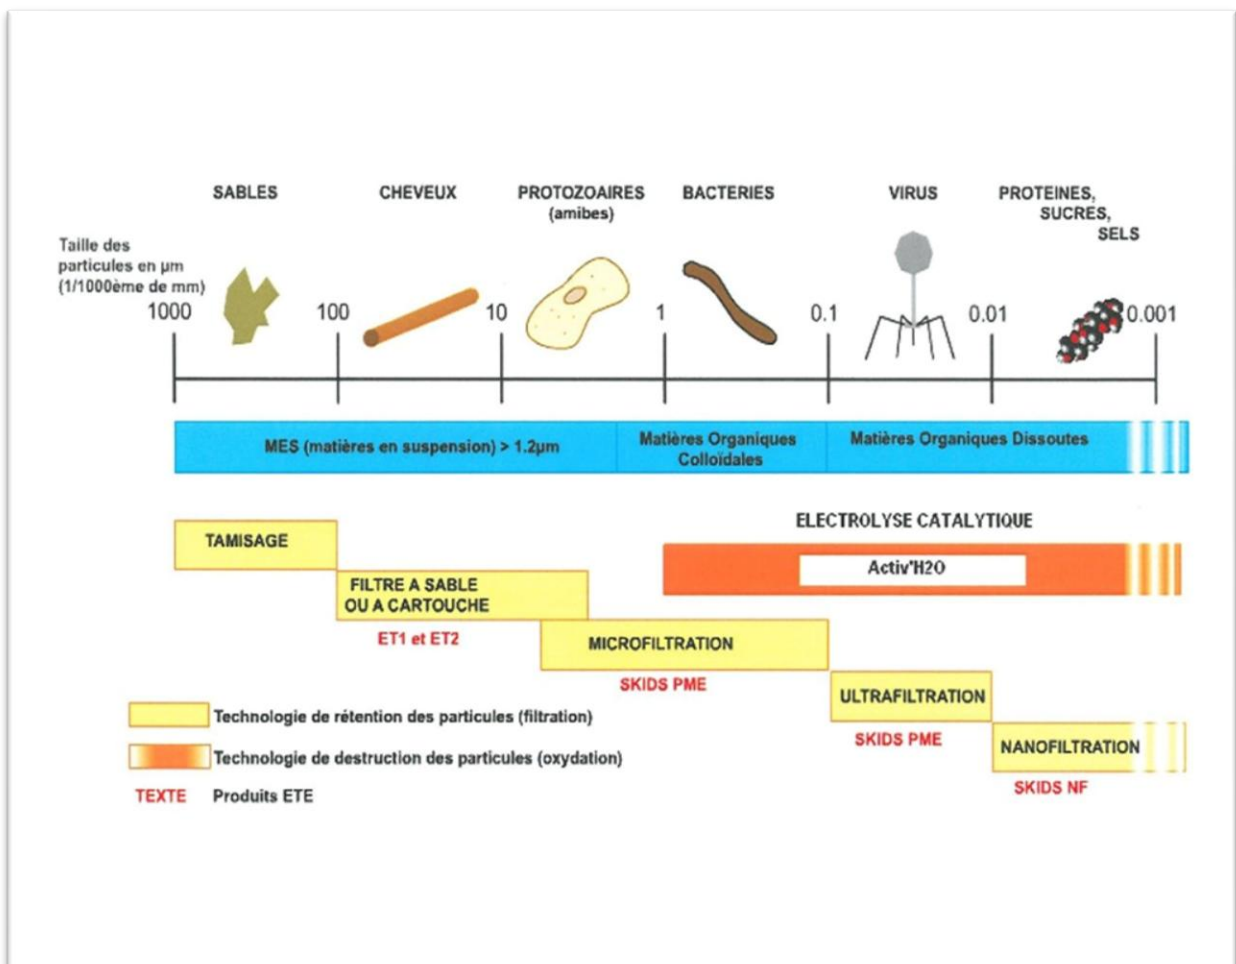 SABLES
CHEVEUX
PROTOZOAIRES
(amibes)
BACTERIES
VIRUS
PROTEINES,
SUCRES,
SELS
Taille des
particules en µm
(1/1000ème de mm)
1000
100
10
1
0.1
0.01
0.001
MES (matières en suspension) > 1.2µm
Matières Organiques
Colloïdales
Matières Organiques Dissoutes
ELECTROLYSE CATALYTIQUE
TAMISAGE
Activ'H2O
FILTRE A SABLE
OU A CARTOUCHE
ET1 et ET2
MICROFILTRATION
SKIDS PME
ULTRAFILTRATION
SKIDS PME
NANOFILTRATION
SKIDS NF
Technologie de rétention des particules (filtration)
Technologie de destruction des particules (oxydation)
TEXTE Produits ETE